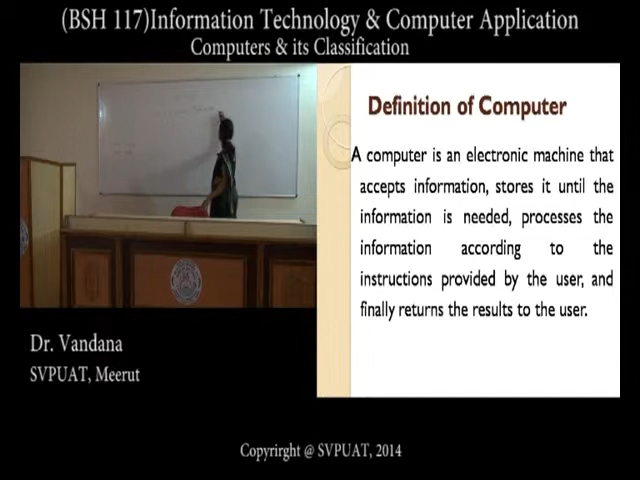 (BSH 117)Information Technology & Computer Application
Computers & its Classification
Definition of Computer
A computer is an electronic machine that
accepts information, stores it until the
information is needed, processes the
information according to the
instructions provided by the user, and
finally returns the results to the user.
Dr. Vandana
SVPUAT, Meerut
Copyrirght @ SVPUAT, 2014